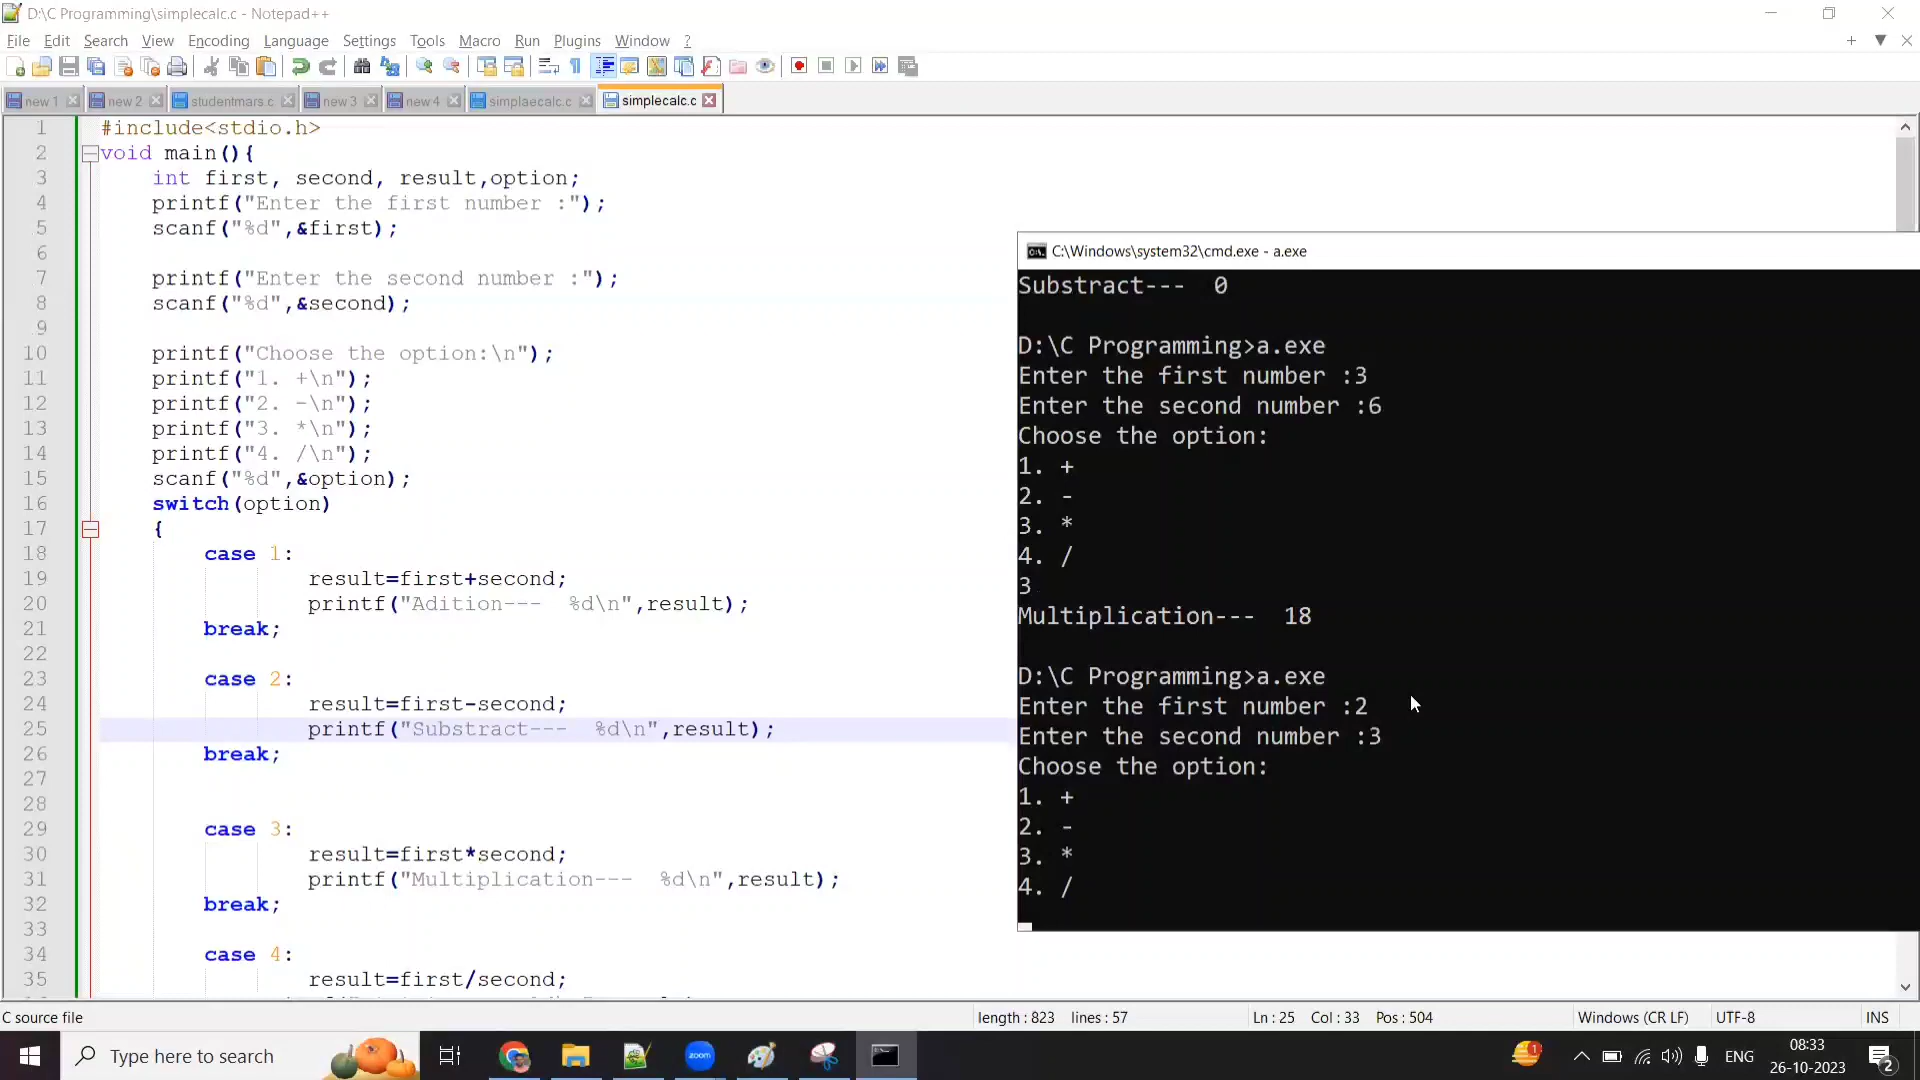 D:\C Programming\simplecalc.c - Notepad++
File Edit Search View Encoding Language Settings Tools Macro Run Plugins Window ?
new 1 new 2 studentmars.c new 3 new 4 simplaecalc.c simplecalc.c
1 #include<stdio.h>
2 void main(){
3 int first, second, result,option;
4 printf("Enter the first number :");
5 scanf("%d",&first);
6
7 printf("Enter the second number :");
8 scanf("%d",&second);
9
10 printf("Choose the option:\n");
11 printf("1. +\n");
12 printf("2. -\n");
13 printf("3. *\n");
14 printf("4. /\n");
15 scanf("%d",&option);
16 switch(option)
17 {
18 case 1:
19 result=first+second;
20 printf("Adition---  %d\n",result);
21 break;
22
23 case 2:
24 result=first-second;
25 printf("Substract---  %d\n",result);
26 break;
27
28
29 case 3:
30 result=first*second;
31 printf("Multiplication---  %d\n",result);
32 break;
33
34 case 4:
35 result=first/second;
C:\Windows\system32\cmd.exe - a.exe
Substract---  0
D:\C Programming>a.exe
Enter the first number :3
Enter the second number :6
Choose the option:
1. +
2. -
3. *
4. /
3
Multiplication---  18
D:\C Programming>a.exe
Enter the first number :2
Enter the second number :3
Choose the option:
1. +
2. -
3. *
4. /
C source file length : 823 lines : 57 Ln : 25 Col : 33 Pos : 504 Windows (CR LF) UTF-8 INS
Type here to search zoom 1 ENG 08:33 2
26-10-2023